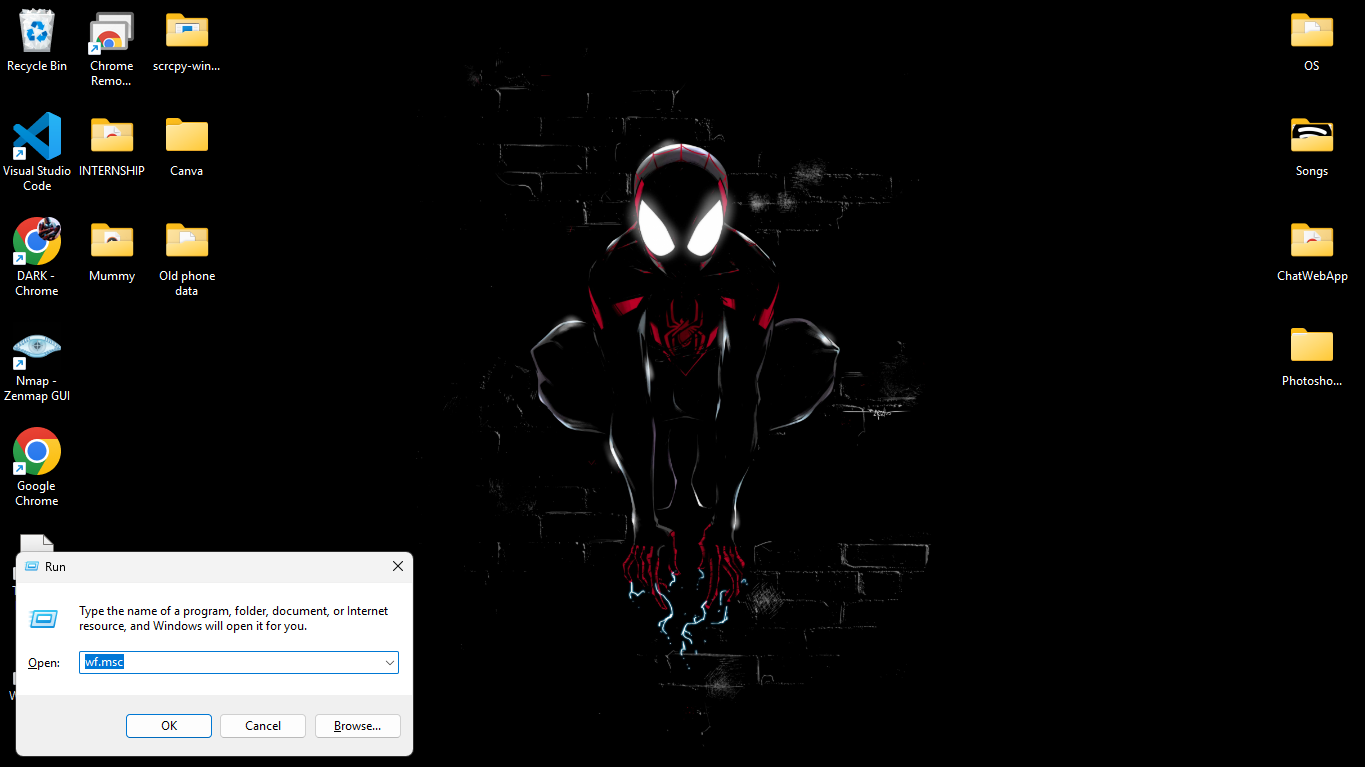 Recycle Bin
Chrome
Remo...
scrcpy-win...
Visual Studio
Code
INTERNSHIP
Canva
DARK -
Chrome
Mummy
Old phone
data
Nmap -
Zenmap GUI
Google
Chrome
OS
Songs
ChatWebApp
Photosho...
Run
Type the name of a program, folder, document, or Internet
resource, and Windows will open it for you.
Open:
wf.msc
OK
Cancel
Browse...